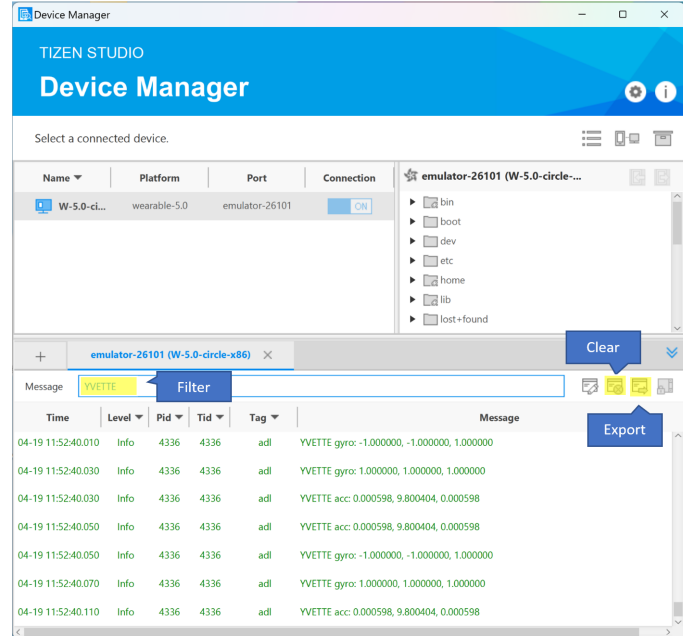 Device Manager
TIZEN STUDIO
Device Manager
Select a connected device.
Name Platform Port Connection
W-5.0-ci... wearable-5.0 emulator-26101 ON
emulator-26101 (W-5.0-circle-...
bin
boot
dev
etc
home
lib
lost+found
+ emulator-26101 (W-5.0-circle-x86) ×
Clear
Message YVETTE Filter
Export
Time Level Pid Tid Tag Message
04-19 11:52:40.010 Info 4336 4336 adl YVETTE gyro: -1.000000, -1.000000, 1.000000
04-19 11:52:40.030 Info 4336 4336 adl YVETTE gyro: 1.000000, 1.000000, 1.000000
04-19 11:52:40.030 Info 4336 4336 adl YVETTE acc: 0.000598, 9.800404, 0.000598
04-19 11:52:40.050 Info 4336 4336 adl YVETTE acc: 0.000598, 9.800404, 0.000598
04-19 11:52:40.050 Info 4336 4336 adl YVETTE gyro: -1.000000, -1.000000, 1.000000
04-19 11:52:40.070 Info 4336 4336 adl YVETTE gyro: 1.000000, 1.000000, 1.000000
04-19 11:52:40.110 Info 4336 4336 adl YVETTE acc: 0.000598, 9.800404, 0.000598